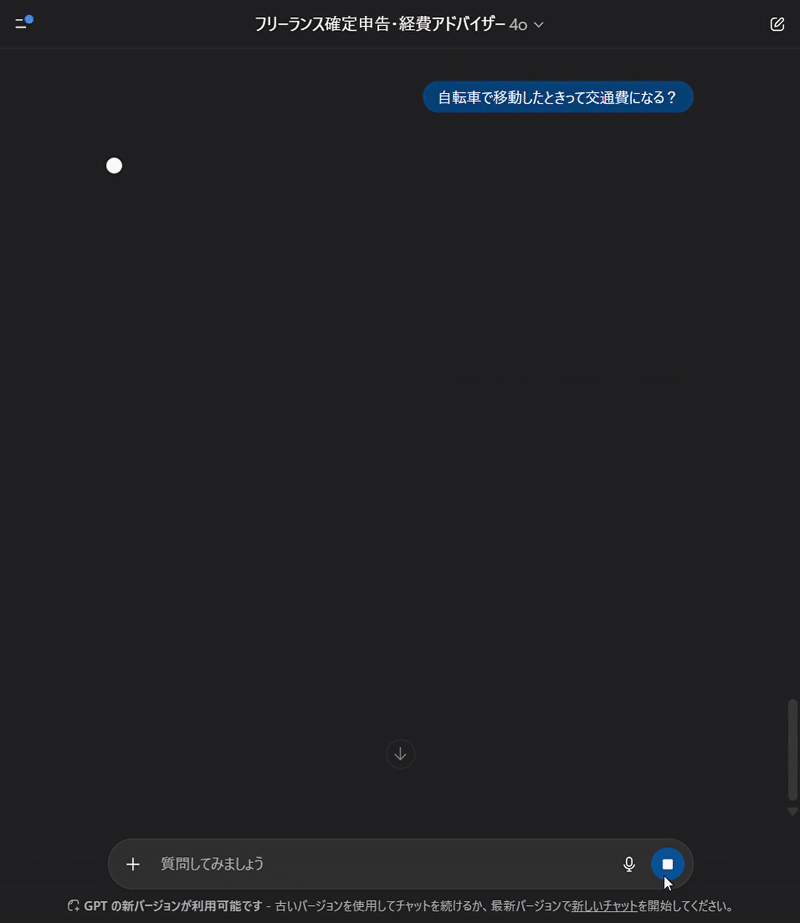 フリーランス確定申告・経費アドバイザー 4o
自転車で移動したときって交通費になる？
質問してみましょう
GPT の新バージョンが利用可能です - 古いバージョンを使用してチャットを続けるか、最新バージョンで新しいチャットを開始してください。